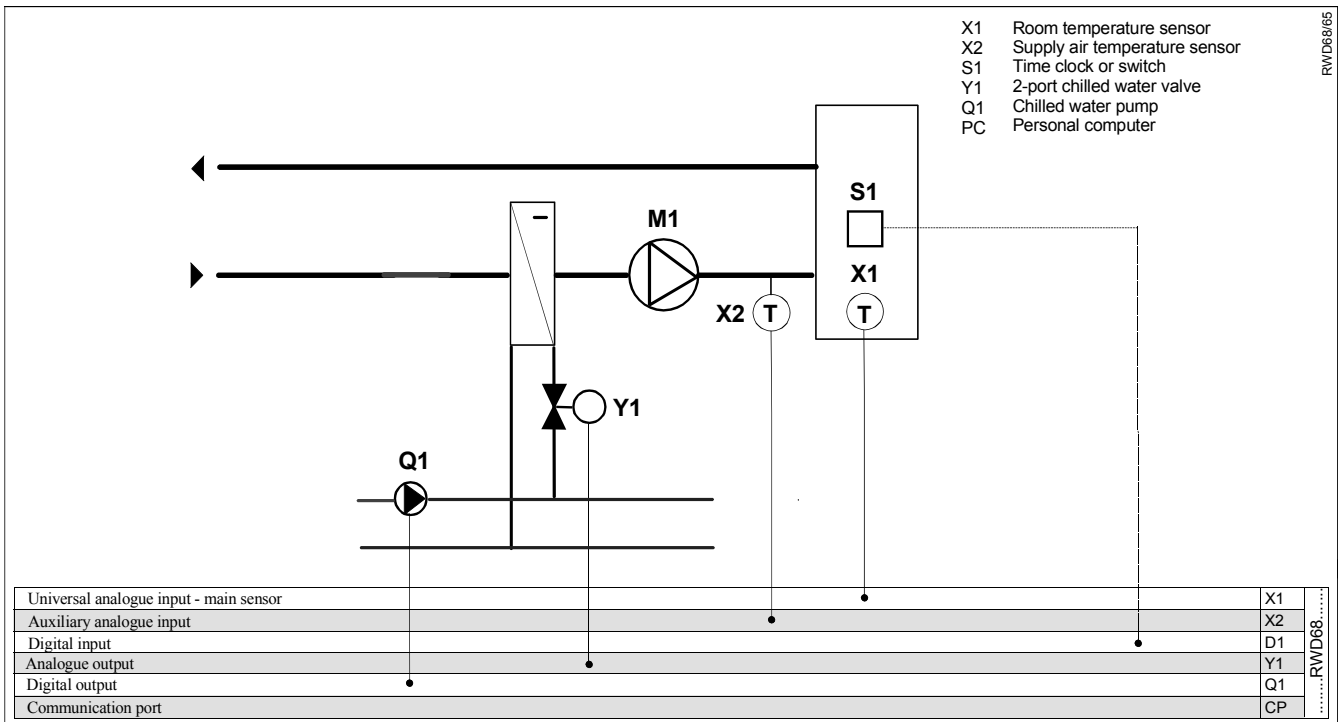 X1 Room temperature sensor
X2 Supply air temperature sensor
S1 Time clock or switch
Y1 2-port chilled water valve
Q1 Chilled water pump
PC Personal computer
RWD68/65
S1
M1
X1
X2 T
T
Y1
Q1
Universal analogue input - main sensor X1
Auxiliary analogue input X2
Digital input D1
Analogue output Y1
Digital output Q1
Communication port CP
........RWD68.......